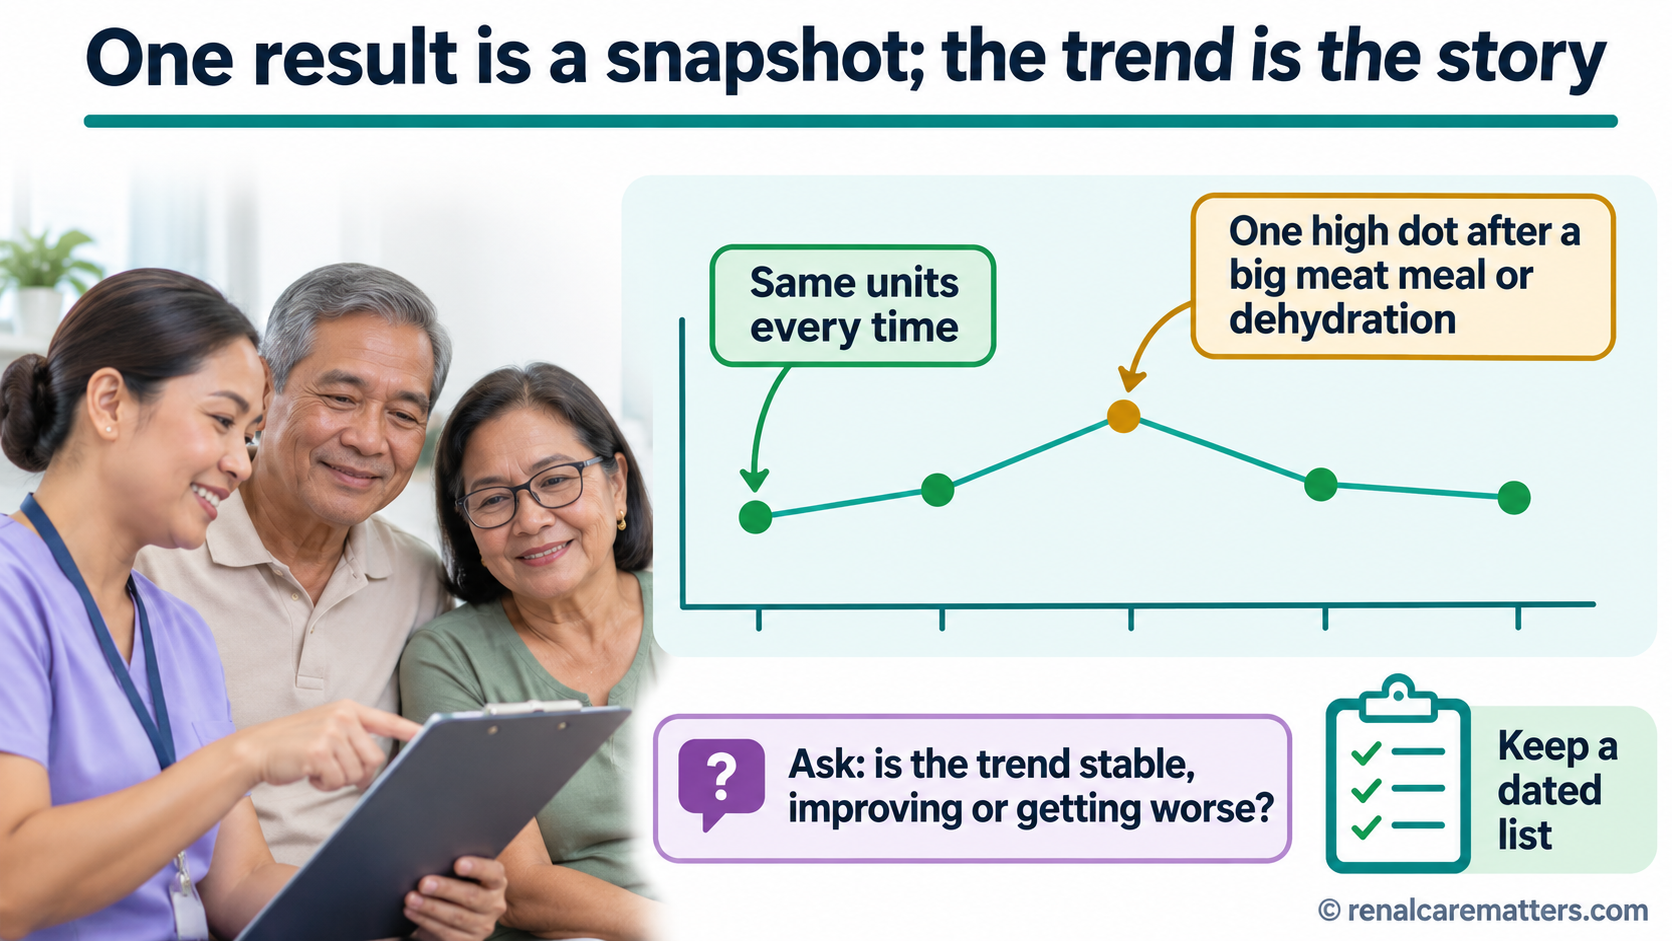 One result is a snapshot; the trend is the story
Same units
every time
One high dot after a
big meat meal or
dehydration
?
Ask: is the trend stable,
improving or getting worse?
Keep a
dated
list
© renalcarematters.com